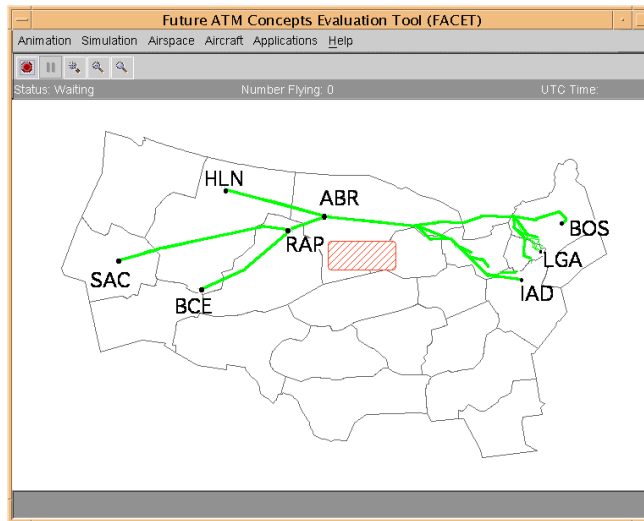 Future ATM Concepts Evaluation Tool (FACET)
Animation Simulation Airspace Aircraft Applications Help
Status: Waiting Number Flying: 0 UTC Time:
HLN
ABR
BOS
RAP
LGA
SAC
IAD
BCE